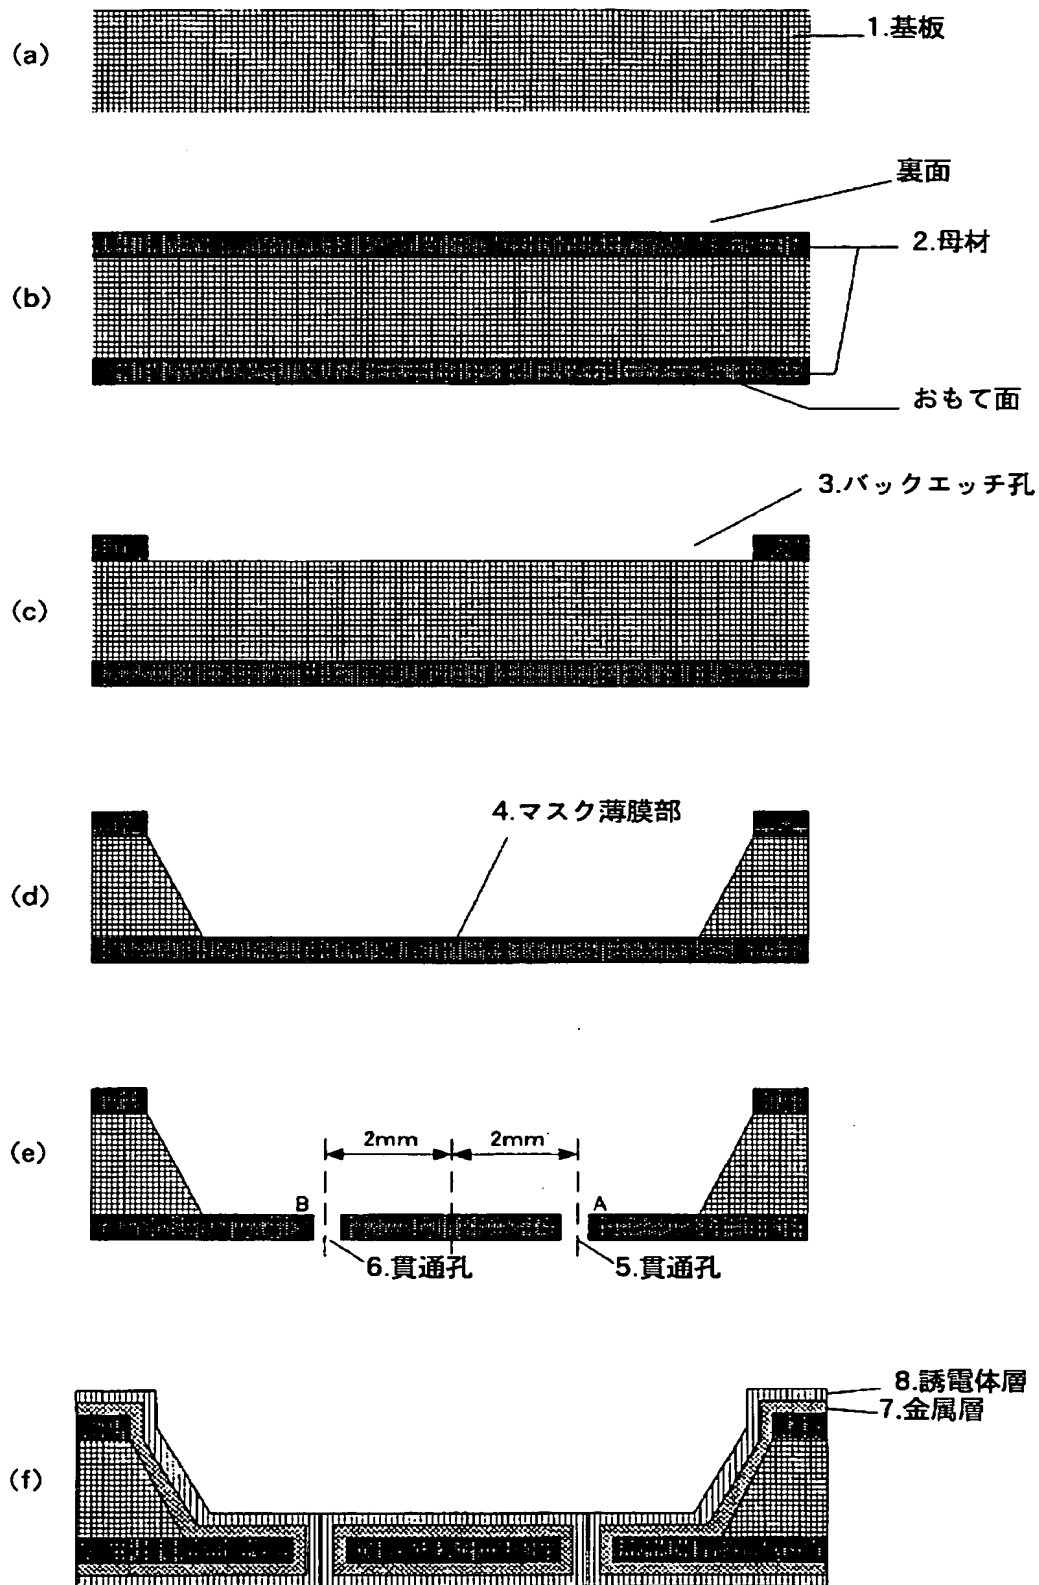 (a)
1.基板
裏面
2.母材
(b)
おもて面
3.バックエッチ孔
(c)
4.マスク薄膜部
(d)
(e)
2mm 2mm
B A
6.貫通孔 5.貫通孔
8.誘電体層
7.金属層
(f)